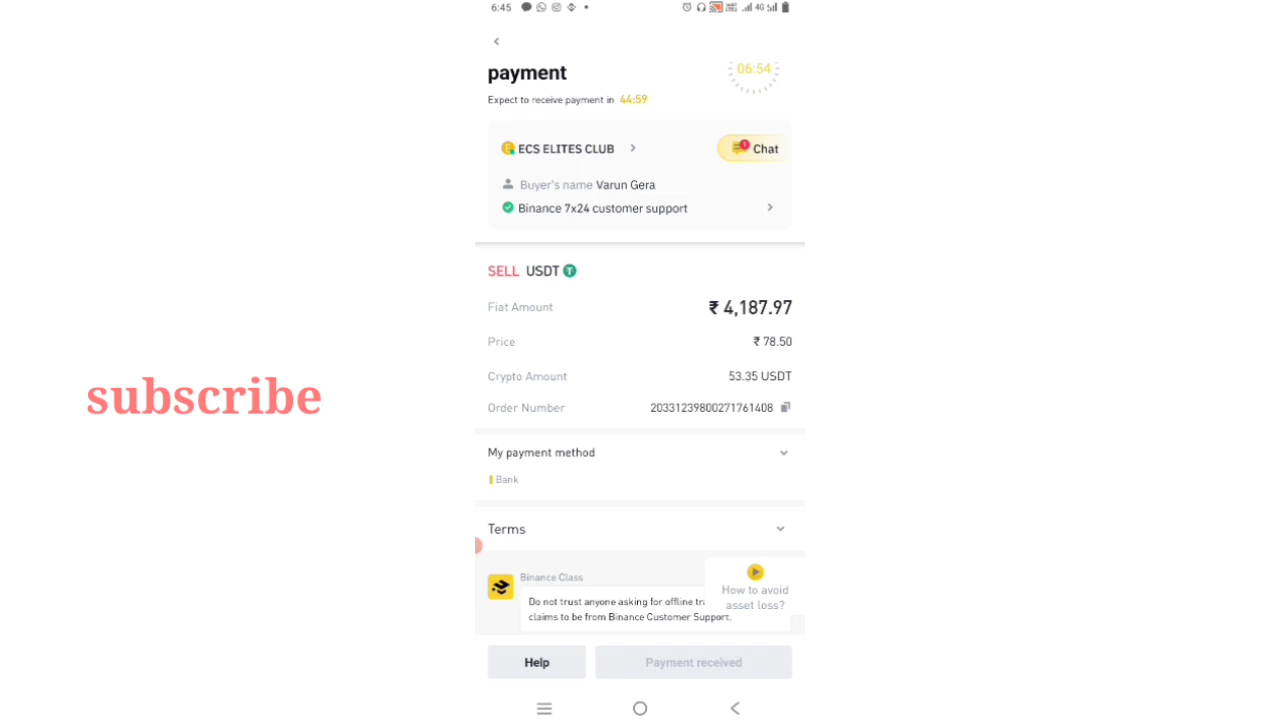 6:45
4G
payment
06:54
Expect to receive payment in 44:59
ECS ELITES CLUB
1 Chat
Buyer's name Varun Gera
Binance 7x24 customer support
SELL USDT T
Fiat Amount ₹ 4,187.97
Price ₹ 78.50
Crypto Amount 53.35 USDT
subscribe
Order Number 20331239800271761408
My payment method
Bank
Terms
Binance Class
How to avoid
asset loss?
Do not trust anyone asking for offline
claims to be from Binance Customer Support.
Help Payment received